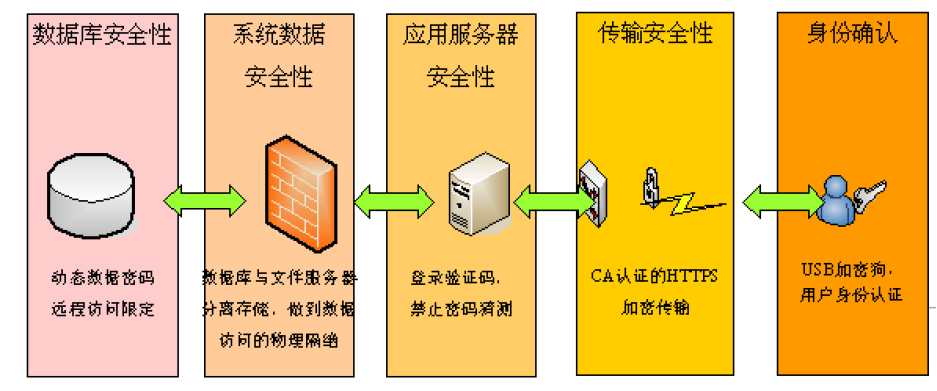 数据库安全性
动态数据密码
远程访问限定
系统数据
安全性
数据库与文件服务器
分离存储，做到数据
访问的物理隔绝
应用服务器
安全性
登录验证码，
禁止密码猜测
传输安全性
CA认证的HTTPS
加密传输
身份确认
USB加密狗，
用户身份认证